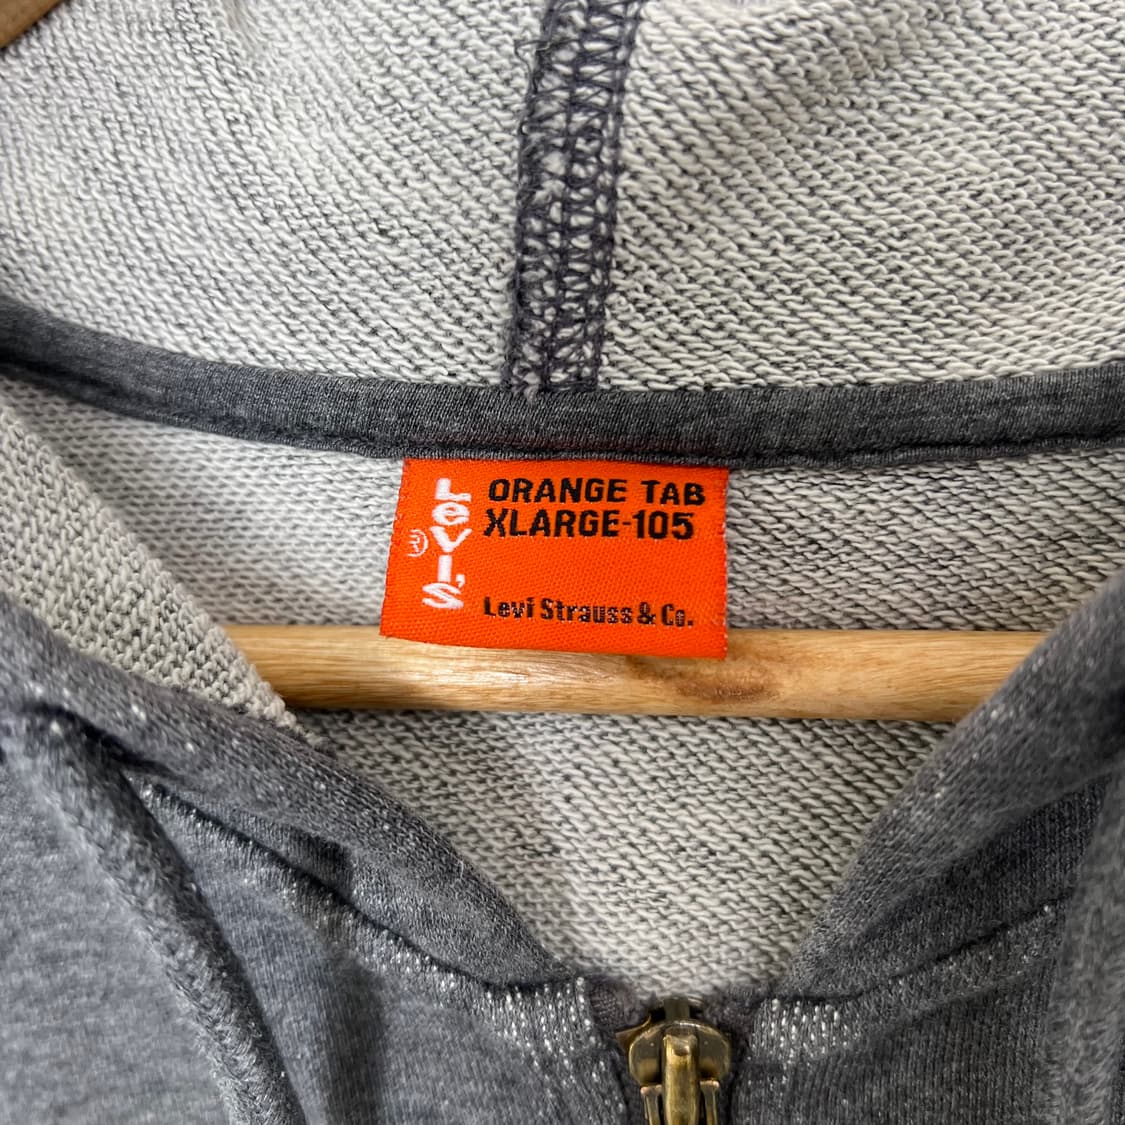 LeVI'S
®
ORANGE TAB
XLARGE-105
Levi Strauss & Co.